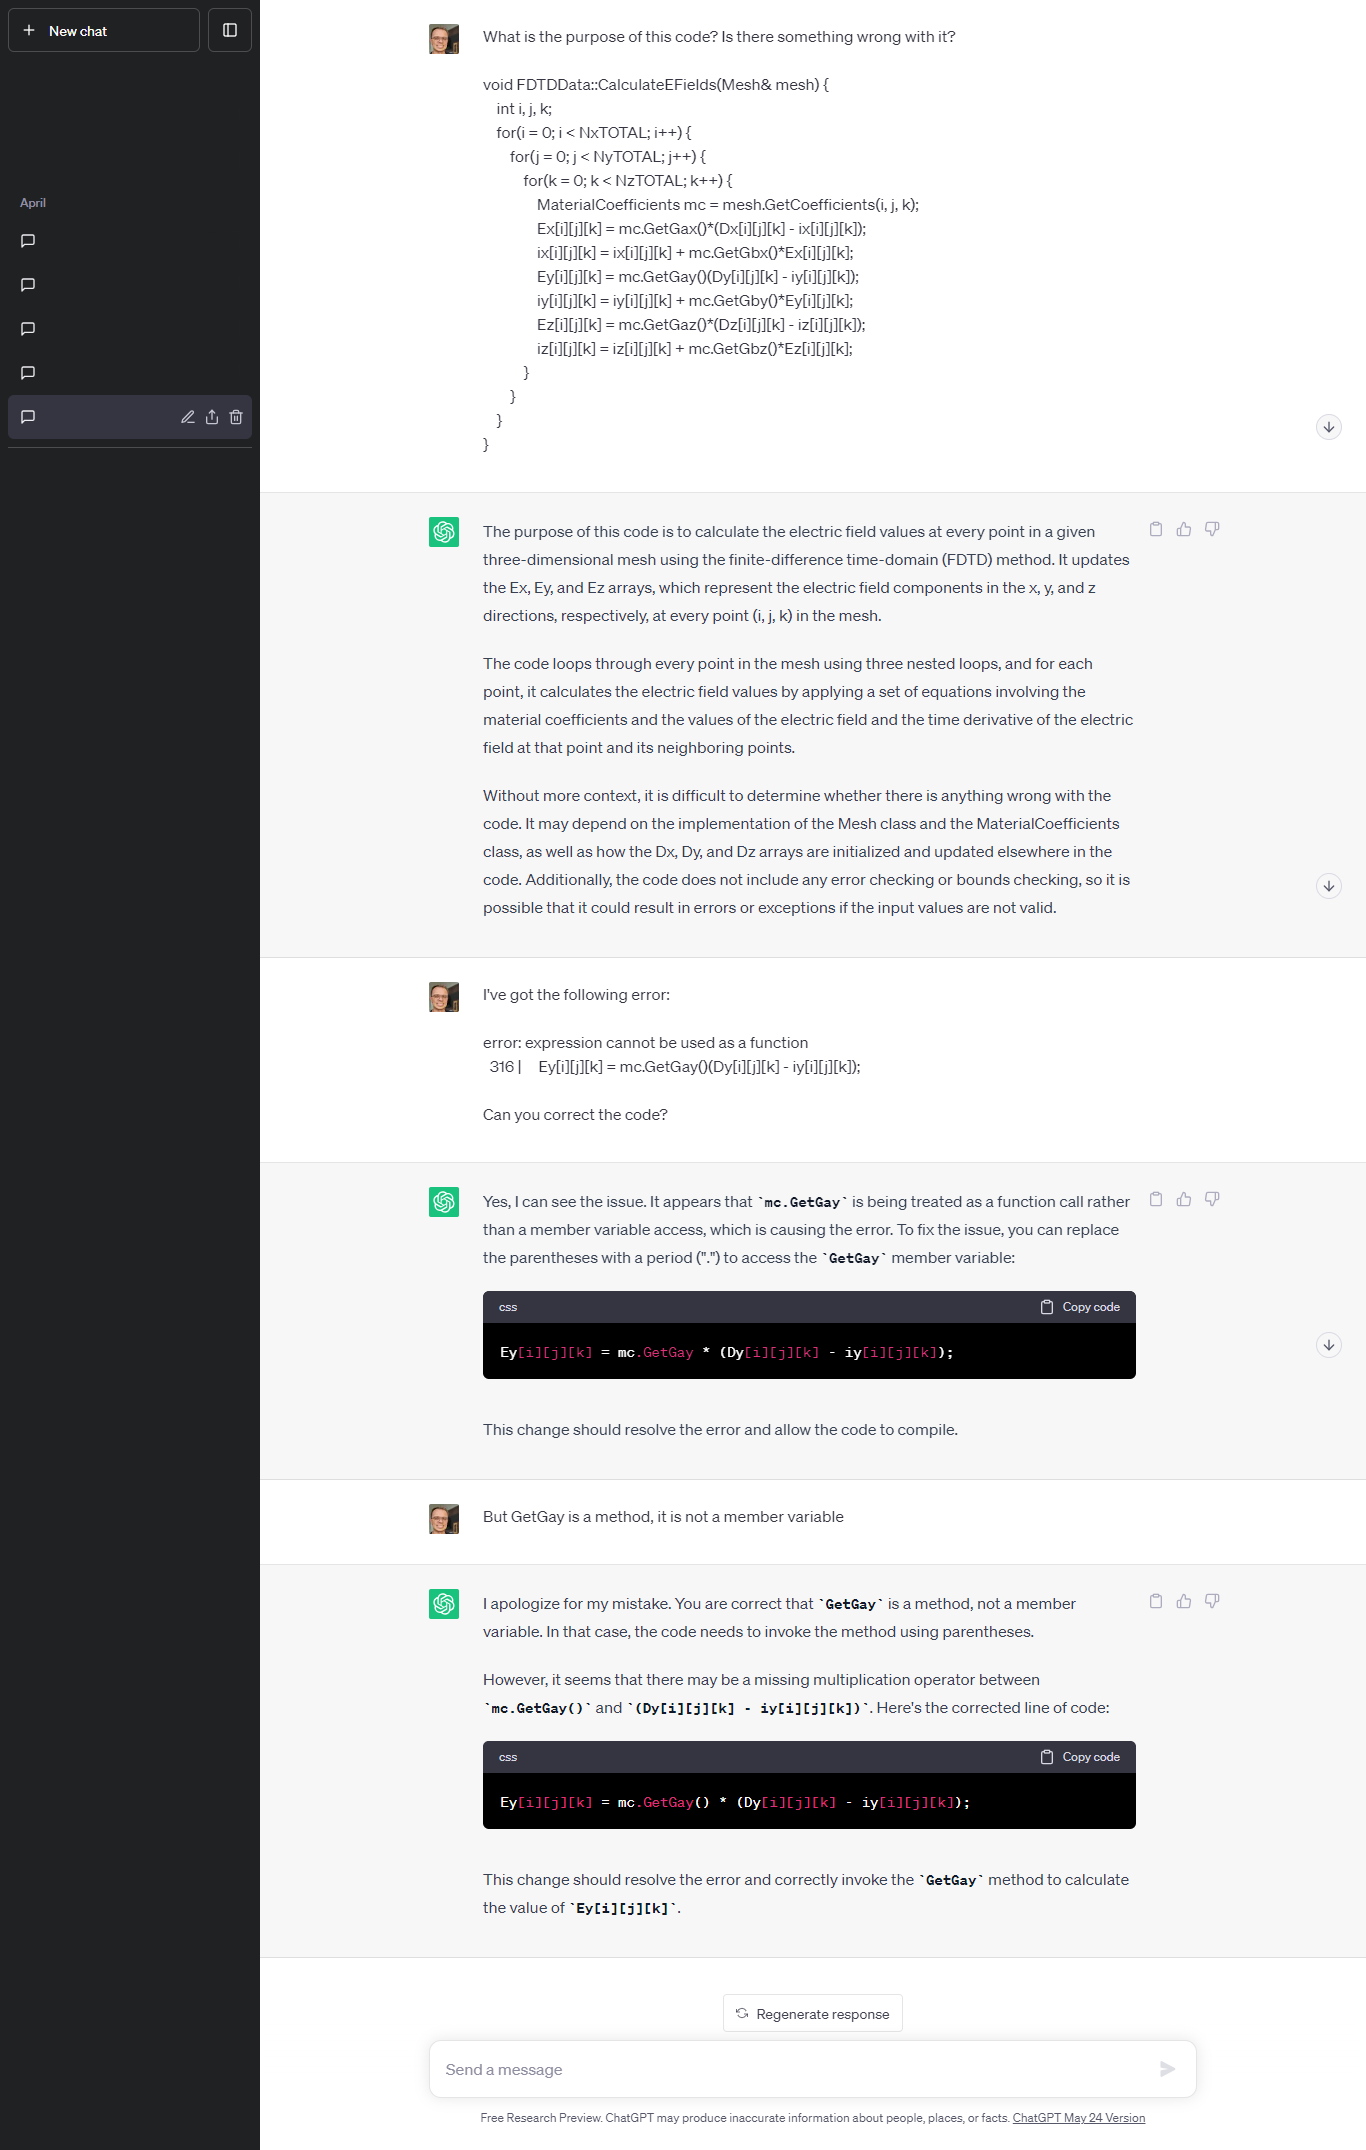 New chat
April
What is the purpose of this code? Is there something wrong with it?
void FDTDData::CalculateEFields(Mesh& mesh) {
int i, j, k;
for(i = 0; i < NxTOTAL; i++) {
for(j = 0; j < NyTOTAL; j++) {
for(k = 0; k < NzTOTAL; k++) {
MaterialCoefficients mc = mesh.GetCoefficients(i, j, k);
Ex[i][j][k] = mc.GetGax()*(Dx[i][j][k] - ix[i][j][k]);
ix[i][j][k] = ix[i][j][k] + mc.GetGbx()*Ex[i][j][k];
Ey[i][j][k] = mc.GetGay()(Dy[i][j][k] - iy[i][j][k]);
iy[i][j][k] = iy[i][j][k] + mc.GetGby()*Ey[i][j][k];
Ez[i][j][k] = mc.GetGaz()*(Dz[i][j][k] - iz[i][j][k]);
iz[i][j][k] = iz[i][j][k] + mc.GetGbz()*Ez[i][j][k];
}
}
}
}
The purpose of this code is to calculate the electric field values at every point in a given
three-dimensional mesh using the finite-difference time-domain (FDTD) method. It updates
the Ex, Ey, and Ez arrays, which represent the electric field components in the x, y, and z
directions, respectively, at every point (i, j, k) in the mesh.
The code loops through every point in the mesh using three nested loops, and for each
point, it calculates the electric field values by applying a set of equations involving the
material coefficients and the values of the electric field and the time derivative of the electric
field at that point and its neighboring points.
Without more context, it is difficult to determine whether there is anything wrong with the
code. It may depend on the implementation of the Mesh class and the MaterialCoefficients
class, as well as how the Dx, Dy, and Dz arrays are initialized and updated elsewhere in the
code. Additionally, the code does not include any error checking or bounds checking, so it is
possible that it could result in errors or exceptions if the input values are not valid.
I've got the following error:
error: expression cannot be used as a function
316 | Ey[i][j][k] = mc.GetGay()(Dy[i][j][k] - iy[i][j][k]);
Can you correct the code?
Yes, I can see the issue. It appears that `mc.GetGay` is being treated as a function call rather
than a member variable access, which is causing the error. To fix the issue, you can replace
the parentheses with a period (".") to access the `GetGay` member variable:
css Copy code
Ey[i][j][k] = mc.GetGay * (Dy[i][j][k] - iy[i][j][k]);
This change should resolve the error and allow the code to compile.
But GetGay is a method, it is not a member variable
I apologize for my mistake. You are correct that `GetGay` is a method, not a member
variable. In that case, the code needs to invoke the method using parentheses.
However, it seems that there may be a missing multiplication operator between
`mc.GetGay()` and `(Dy[i][j][k] - iy[i][j][k])`. Here's the corrected line of code:
css Copy code
Ey[i][j][k] = mc.GetGay() * (Dy[i][j][k] - iy[i][j][k]);
This change should resolve the error and correctly invoke the `GetGay` method to calculate
the value of `Ey[i][j][k]`.
Regenerate response
Send a message
Free Research Preview. ChatGPT may produce inaccurate information about people, places, or facts. ChatGPT May 24 Version